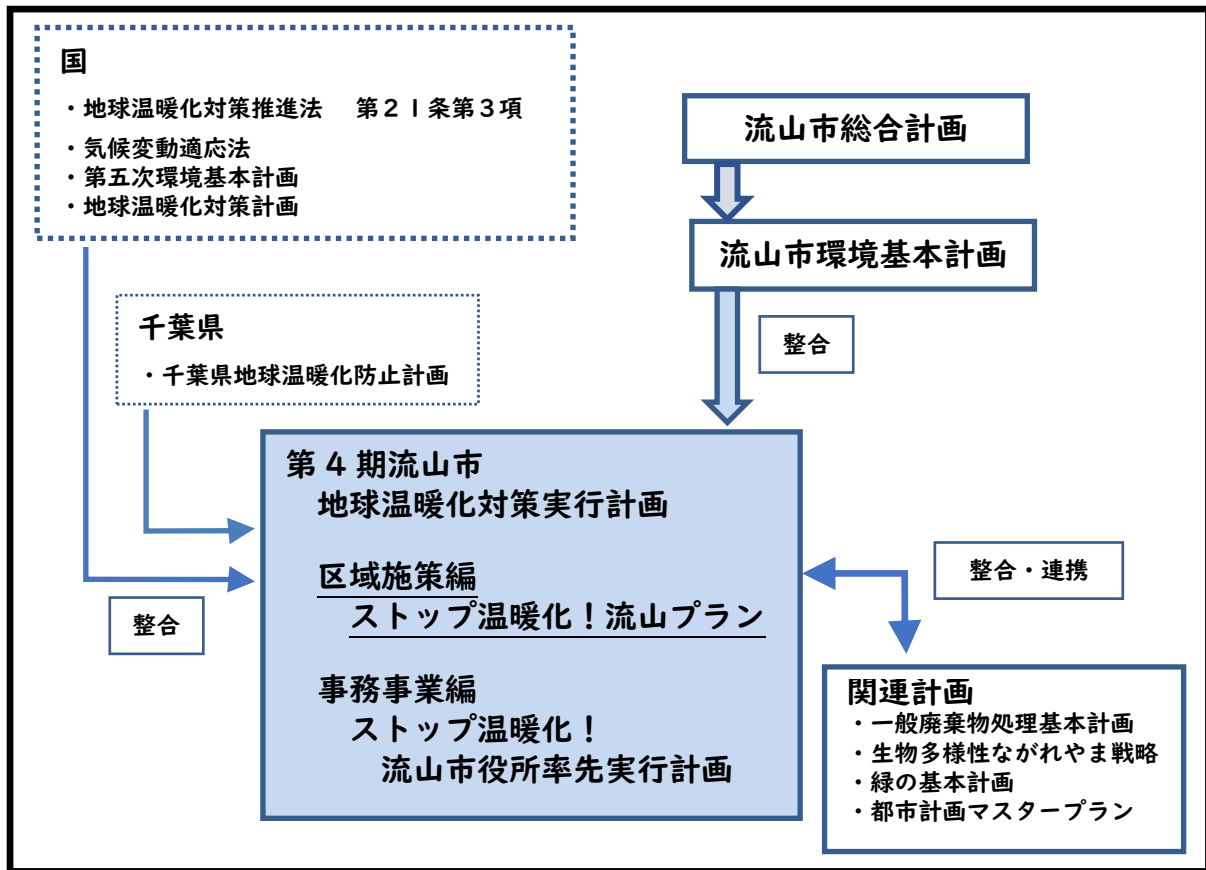 国
・地球温暖化対策推進法　第２１条第３項
・気候変動適応法
・第五次環境基本計画
・地球温暖化対策計画
流山市総合計画
流山市環境基本計画
整合
千葉県
・千葉県地球温暖化防止計画
第４期流山市
地球温暖化対策実行計画
区域施策編
ストップ温暖化！流山プラン
事務事業編
ストップ温暖化！
流山市役所率先実行計画
整合
整合・連携
関連計画
・一般廃棄物処理基本計画
・生物多様性ながれやま戦略
・緑の基本計画
・都市計画マスタープラン